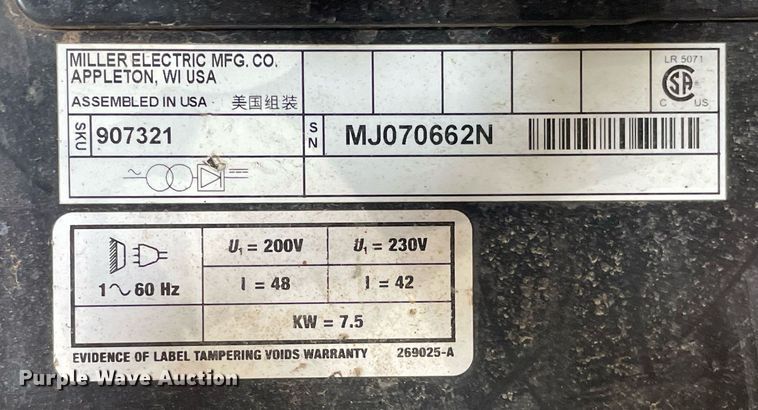 MILLER ELECTRIC MFG. CO.
APPLETON, WI USA
LR 5071
ASSEMBLED IN USA 美国组装
CSA
C US
SKU 907321 SN MJ070662N
U1 = 200V U1 = 230V
1 ~ 60 Hz I = 48 I = 42
KW = 7.5
EVIDENCE OF LABEL TAMPERING VOIDS WARRANTY 269025-A
Purple Wave Auction